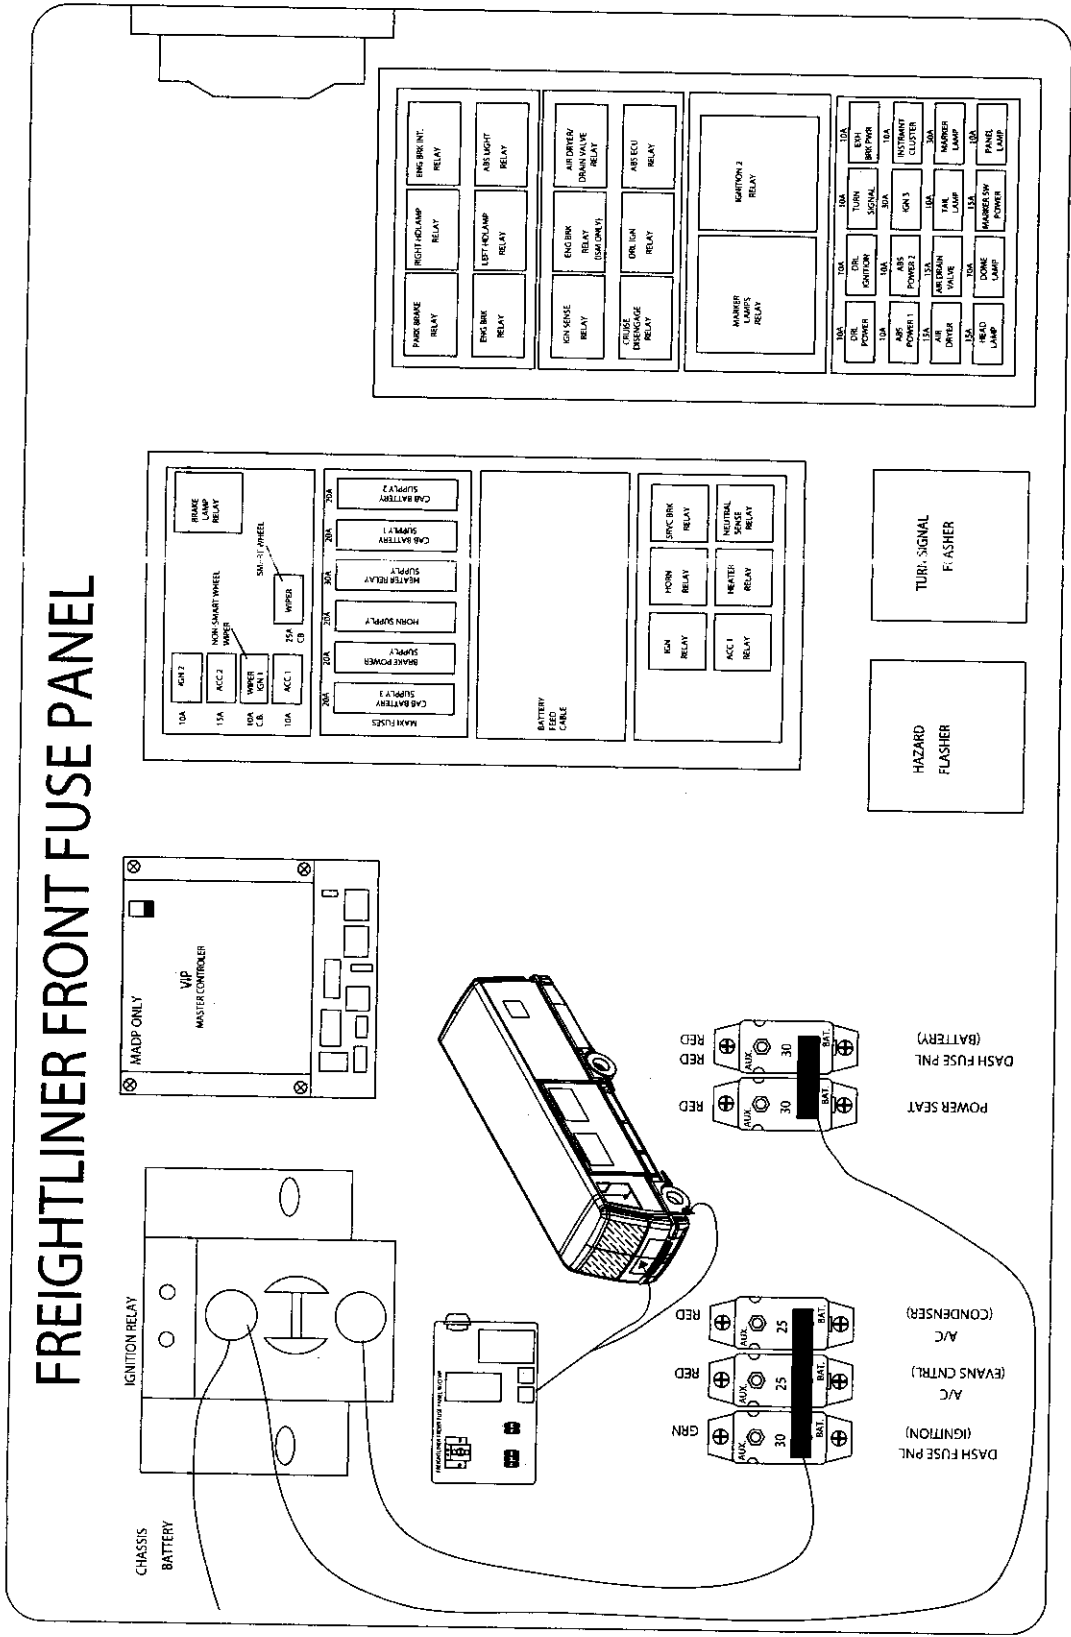 FREIGHTLINER FRONT FUSE PANEL
CHASSIS
BATTERY
IGNITION RELAY
MADP ONLY
VIP
MASTER CONTROLER
10A
IGN 2
15A
ACC 2
10A
C.B.
WIPER
IGN 1
10A
ACC 1
NON-SMART WHEEL
WIPER
25A
CB
WIPER
BRAKE
LAMP
RELAY
MAXI FUSES
20A
CAB BATTERY
SUPPLY 3
20A
BRAKE POWER
SUPPLY
20A
HORN SUPPLY
30A
HEATER RELAY
SUPPLY
20A
CAB BATTERY
SUPPLY 1
20A
CAB BATTERY
SUPPLY 2
BATTERY
FEED
CABLE
IGN
RELAY
HORN
RELAY
SRVC BRK
RELAY
ACC 1
RELAY
HEATER
RELAY
NEUTRAL
SENSE
RELAY
PARK BRAKE
RELAY
RIGHT HDLAMP
RELAY
ENG BRK INT.
RELAY
ENG BRK
RELAY
LEFT HDLAMP
RELAY
ABS LIGHT
RELAY
IGN SENSE
RELAY
ENG BRK
RELAY
(ISM ONLY)
AIR DRYER/
DRAIN VALVE
RELAY
CRUISE
DISENGAGE
RELAY
DRL IGN
RELAY
ABS ECU
RELAY
MARKER
LAMPS
RELAY
IGNITION 2
RELAY
10A
DRL
POWER
10A
DRL
IGNITION
10A
TURN
SIGNAL
10A
EXH
BRK PWR
10A
ABS
POWER 1
10A
ABS
POWER 2
30A
IGN 3
10A
INSTRMNT
CLUSTER
15A
AIR
DRYER
15A
AIR DRAIN
VALVE
10A
TAIL
LAMP
30A
MARKER
LAMP
15A
HEAD
LAMP
DOME
LAMP
15A
MARKER SW
POWER
10A
PANEL
LAMP
HAZARD
FLASHER
TURN SIGNAL
FLASHER
GRN
AUX.
30
BAT.
DASH FUSE PNL
(IGNITION)
RED
AUX.
25
BAT.
A/C
(EVANS CNTRL)
RED
AUX.
25
BAT.
A/C
(CONDENSER)
RED
AUX.
30
BAT.
POWER SEAT
RED RED
AUX.
30
BAT.
DASH FUSE PNL
(BATTERY)